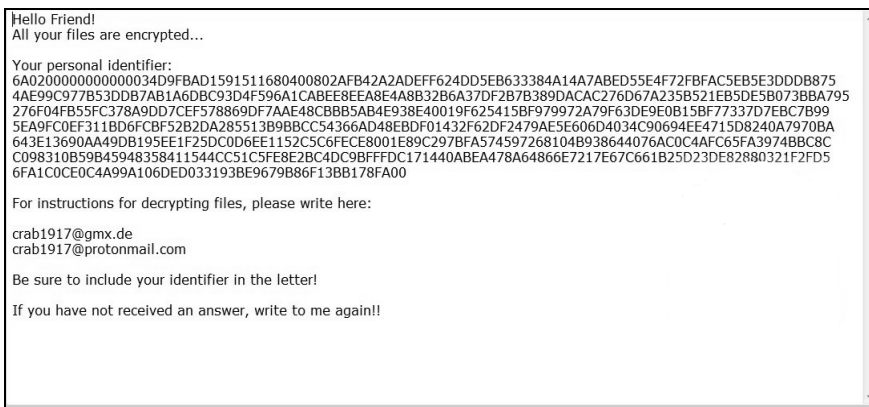 Hello Friend!
All your files are encrypted...
Your personal identifier:
6A0200000000000034D9FBAD1591511680400802AFB42A2ADEFF624DD5EB633384A14A7ABED55E4F72FBFAC5EB5E3DDDB875
4AE99C977B53DDB7AB1A6DBC93D4F596A1CABEE8EEA8E4A8B32B6A37DF2B7B389DACAC276D67A235B521EB5DE5B073BBA795
276F04FB55FC378A9DD7CEF578869DF7AAE48CBBB5AB4E938E40019F625415BF979972A79F63DE9E0B15BF77337D7EBC7B99
5EA9FC0EF311BD6FCBF52B2DA285513B9BBCC54366AD48EBDF01432F62DF2479AE5E606D4034C90694EE4715D8240A7970BA
643E13690AA49DB195EE1F25DC0D6EE1152C5C6FECE8001E89C297BFA574597268104B938644076AC0C4AFC65FA3974BBC8C
C098310B59B45948358411544CC51C5FE8E2BC4DC9BFFFDC171440ABEA478A64866E7217E67C661B25D23DE82880321F2FD5
6FA1C0CE0C4A99A106DED033193BE9679B86F13BB178FA00
For instructions for decrypting files, please write here:
crab1917@gmx.de
crab1917@protonmail.com
Be sure to include your identifier in the letter!
If you have not received an answer, write to me again!!